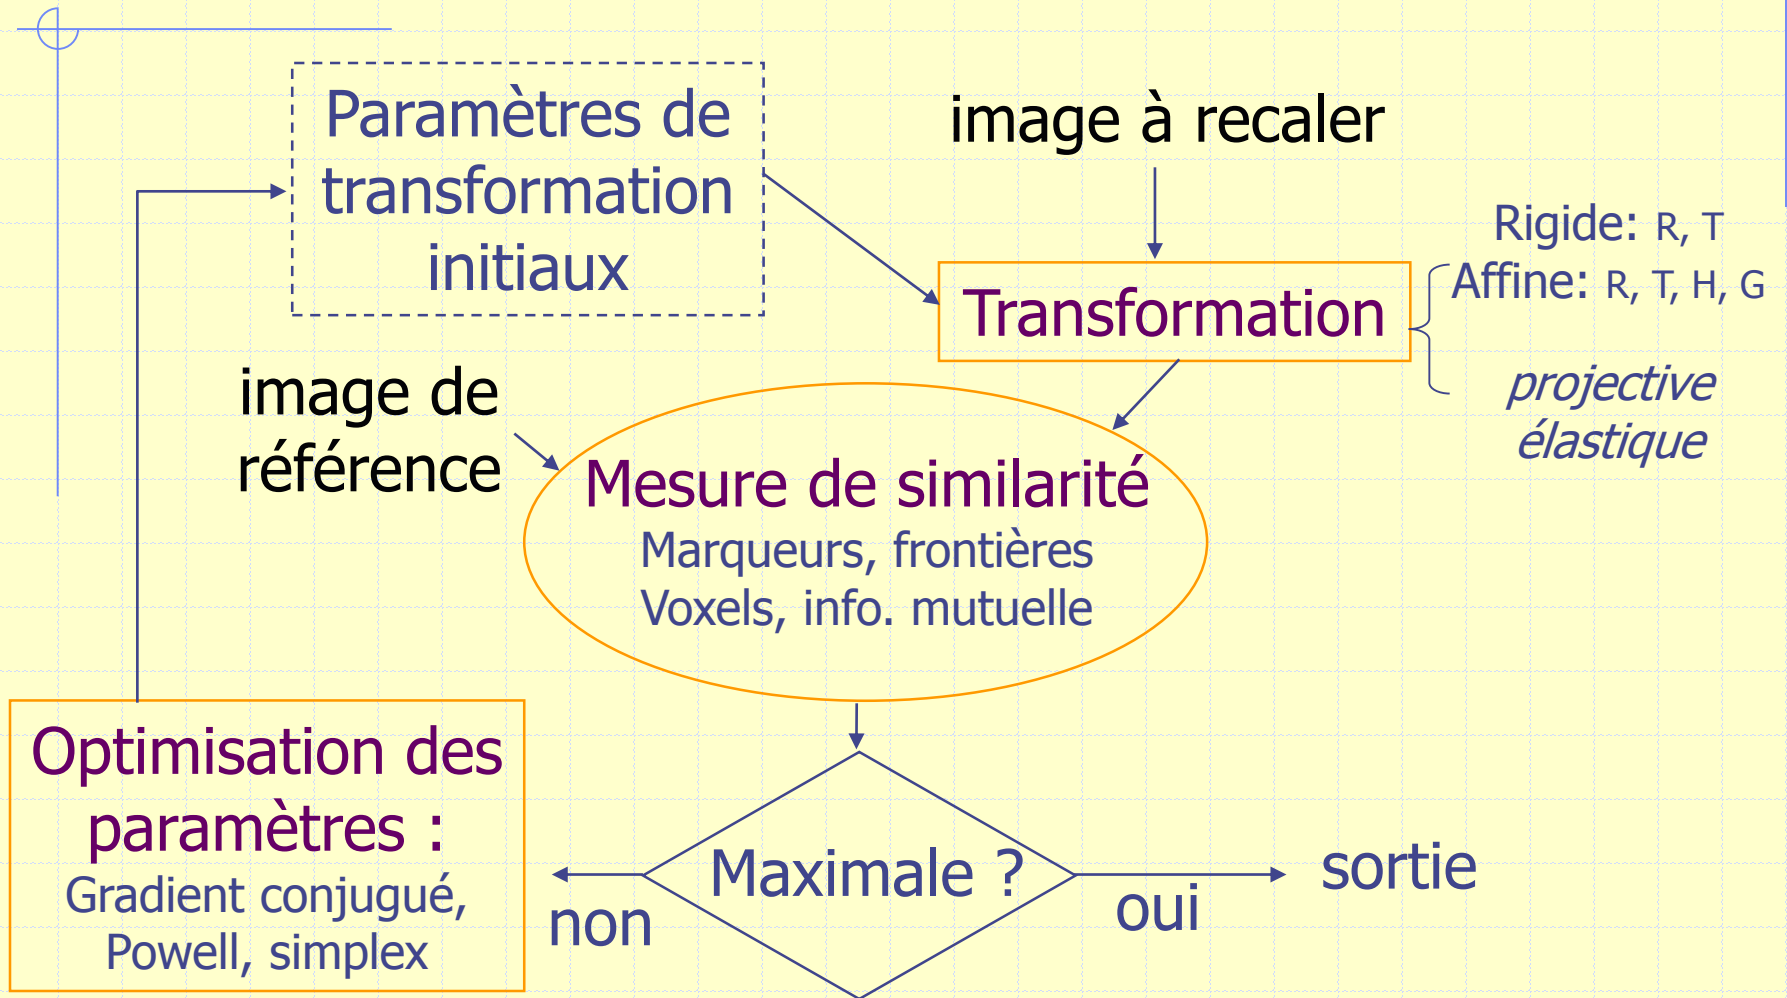 Paramètres de
transformation
initiaux
image à recaler
Rigide: R, T
Affine: R, T, H, G
Transformation
projective
élastique
image de
référence
Mesure de similarité
Marqueurs, frontières
Voxels, info. mutuelle
Optimisation des
paramètres :
Gradient conjugué,
Powell, simplex
non
Maximale ?
oui
sortie